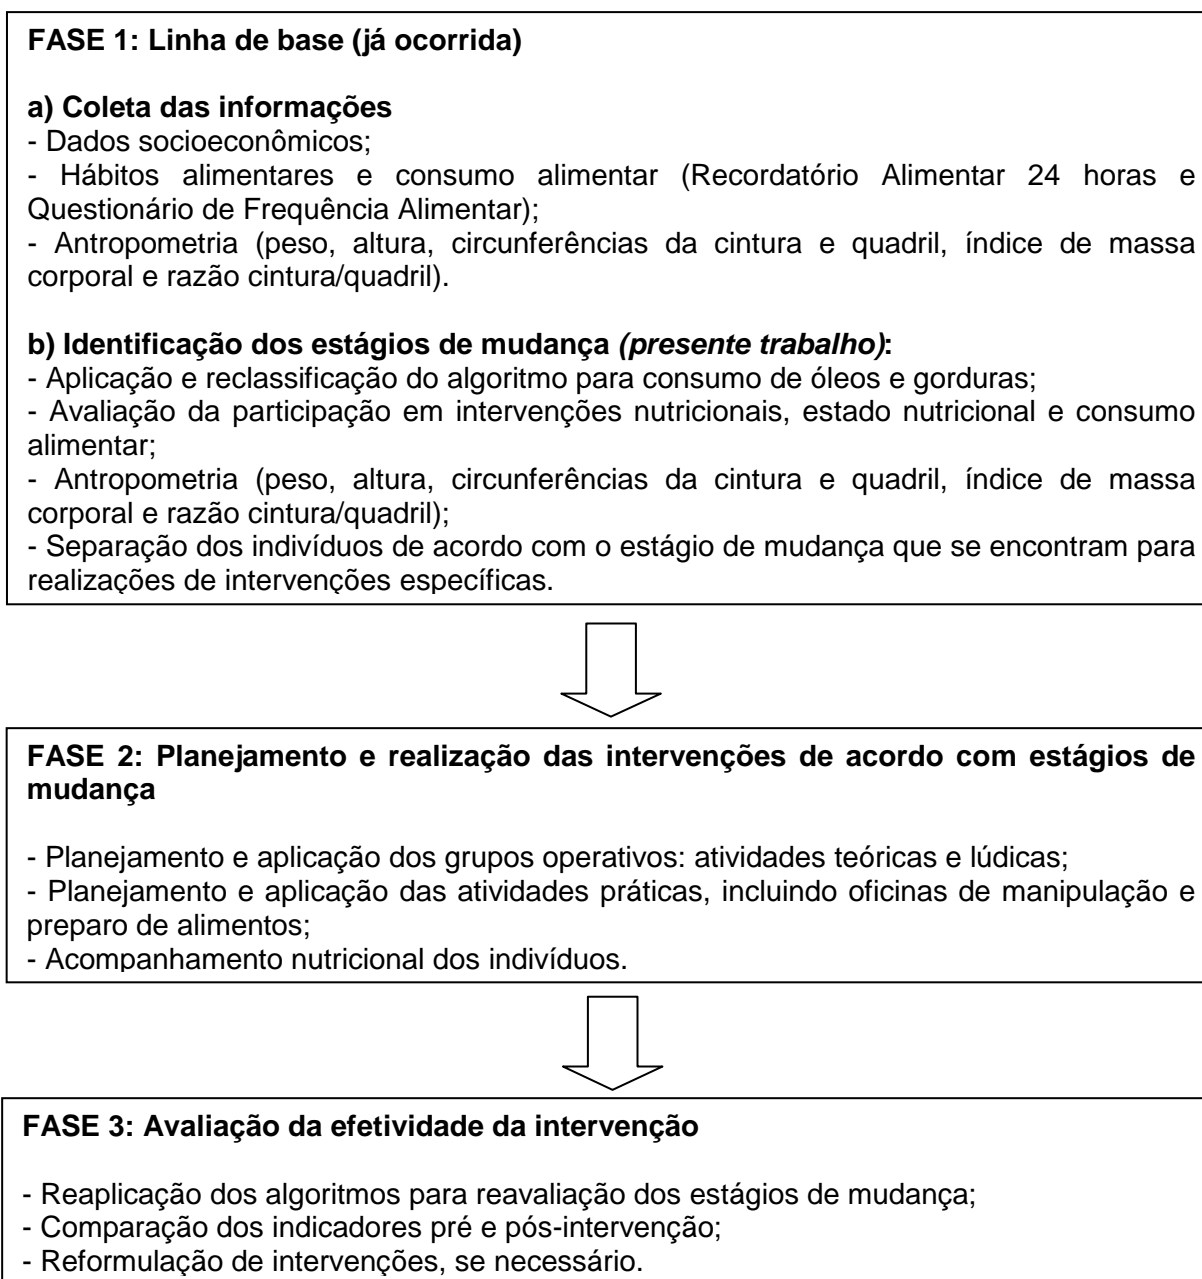 FASE 1: Linha de base (já ocorrida)
a) Coleta das informações
- Dados socioeconômicos;
- Hábitos alimentares e consumo alimentar (Recordatório Alimentar 24 horas e
Questionário de Frequência Alimentar);
- Antropometria (peso, altura, circunferências da cintura e quadril, índice de massa
corporal e razão cintura/quadril).
b) Identificação dos estágios de mudança (presente trabalho):
- Aplicação e reclassificação do algoritmo para consumo de óleos e gorduras;
- Avaliação da participação em intervenções nutricionais, estado nutricional e consumo
alimentar;
- Antropometria (peso, altura, circunferências da cintura e quadril, índice de massa
corporal e razão cintura/quadril);
- Separação dos indivíduos de acordo com o estágio de mudança que se encontram para
realizações de intervenções específicas.
FASE 2: Planejamento e realização das intervenções de acordo com estágios de
mudança
- Planejamento e aplicação dos grupos operativos: atividades teóricas e lúdicas;
- Planejamento e aplicação das atividades práticas, incluindo oficinas de manipulação e
preparo de alimentos;
- Acompanhamento nutricional dos indivíduos.
FASE 3: Avaliação da efetividade da intervenção
- Reaplicação dos algoritmos para reavaliação dos estágios de mudança;
- Comparação dos indicadores pré e pós-intervenção;
- Reformulação de intervenções, se necessário.